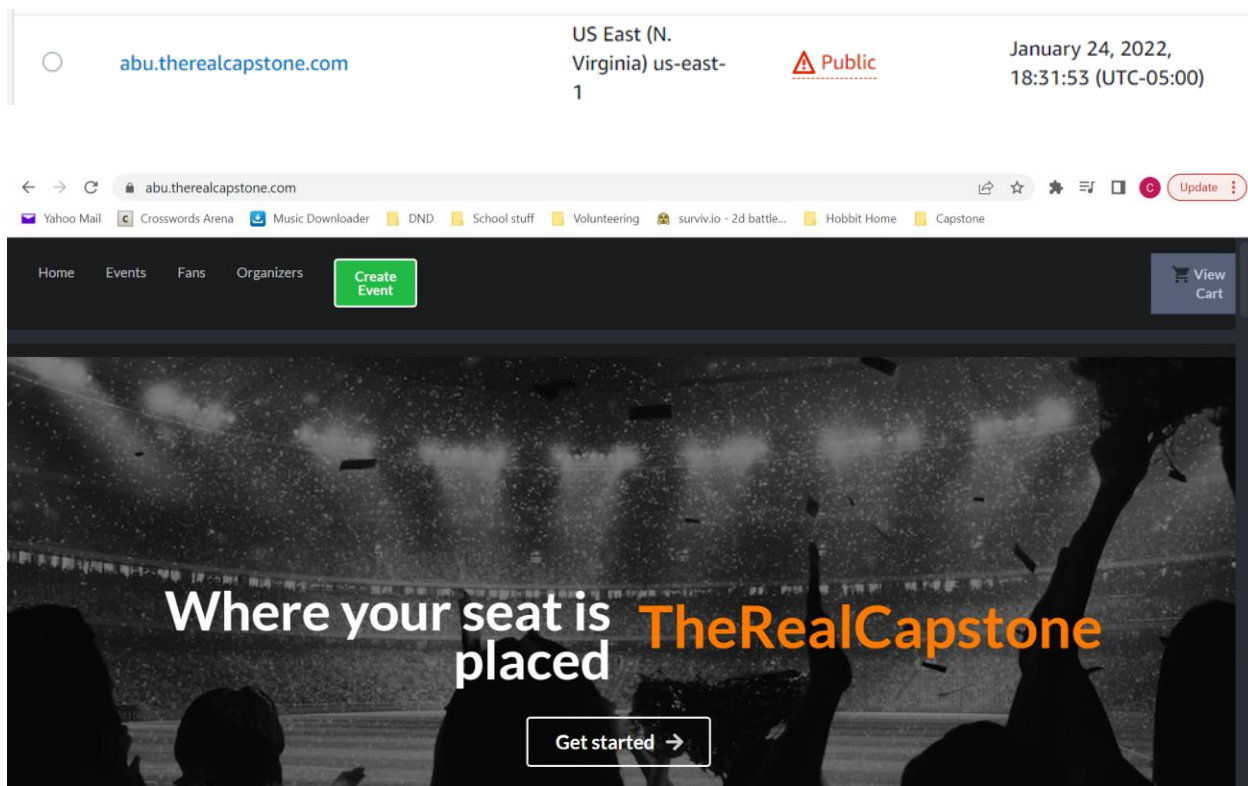 abu.therealcapstone.com
US East (N.
Virginia) us-east-
1
Public
January 24, 2022,
18:31:53 (UTC-05:00)
abu.therealcapstone.com
C
Update
Yahoo Mail
C Crosswords Arena
Music Downloader
DND
School stuff
Volunteering
surviv.io - 2d battle...
Hobbit Home
Capstone
Home Events Fans Organizers
Create
Event
View
Cart
Where your seat is
placed
TheRealCapstone
Get started →